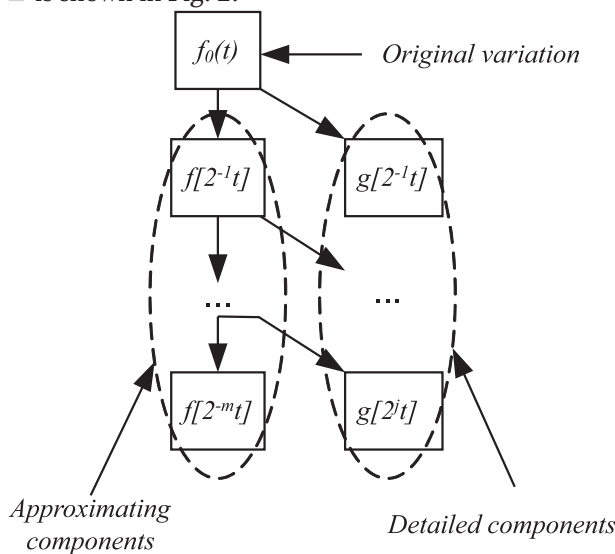 is shown in Fig. 2.
f₀(t)
Original variation
f[2⁻¹t]
g[2⁻¹t]
...
...
f[2⁻ᵐt]
g[2ʲt]
Approximating
components
Detailed components